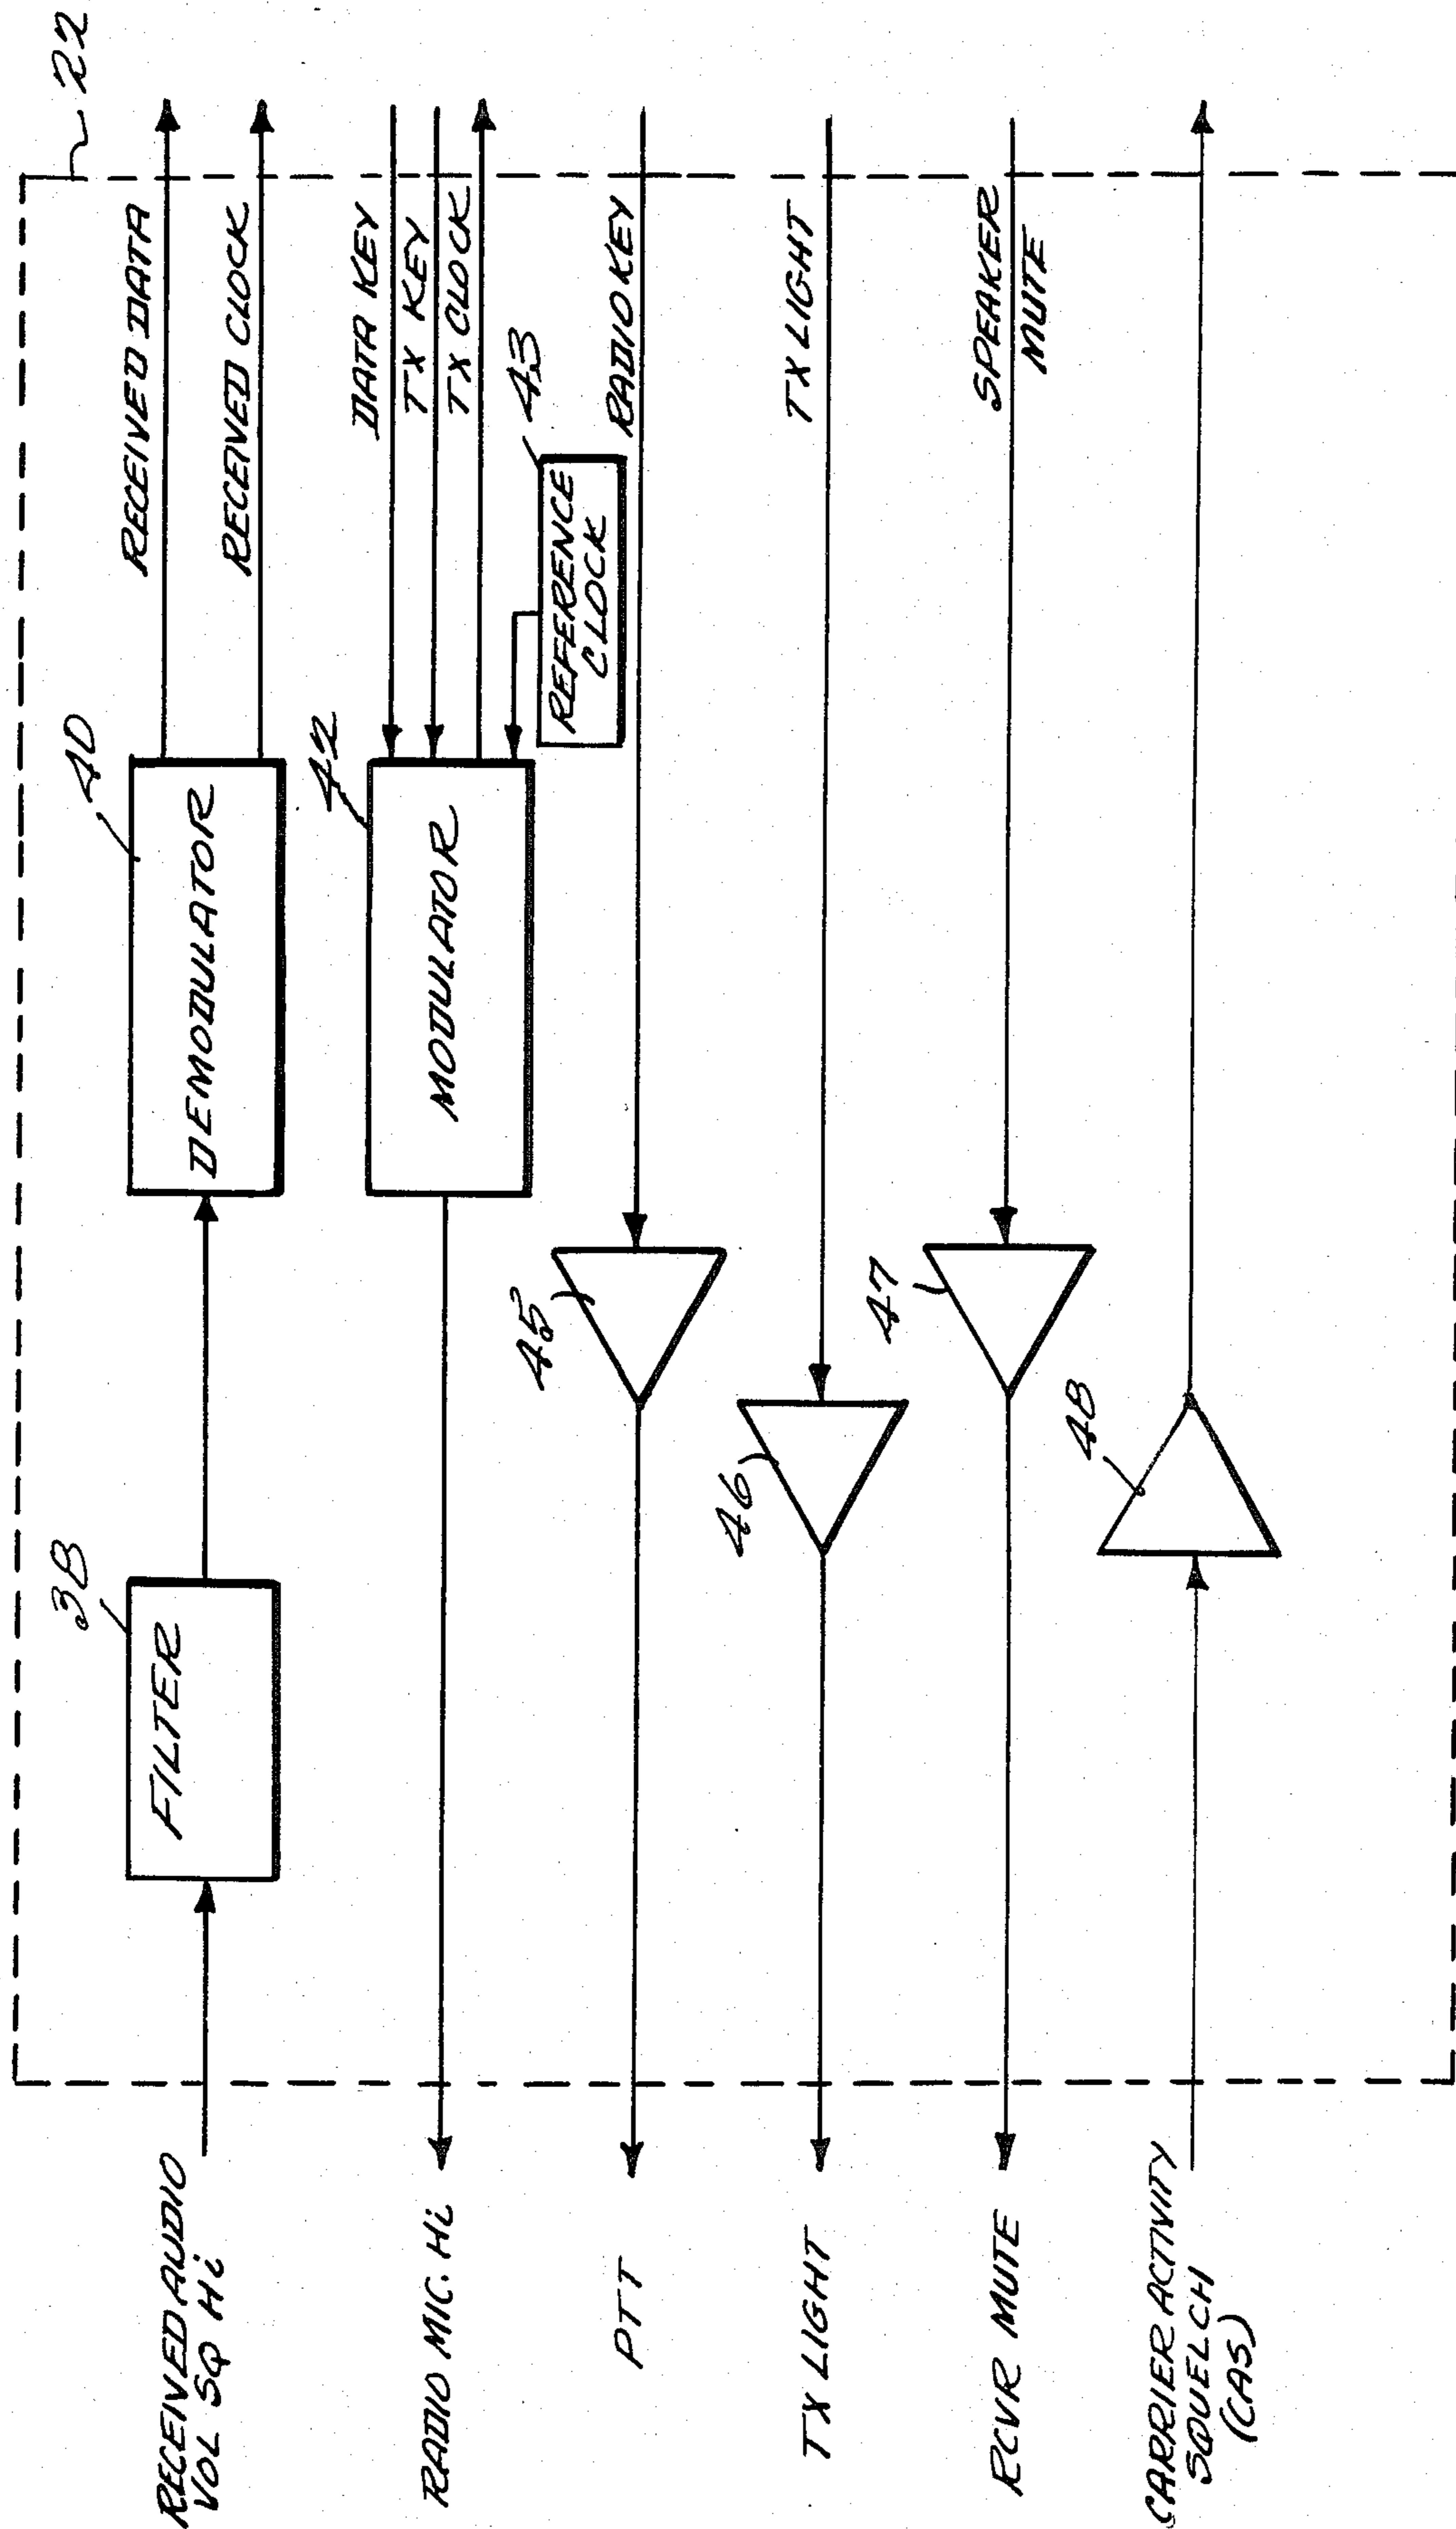 22
RECEIVED AUDIO
VOL SQ Hi
38
FILTER
40
DEMODULATOR
RECEIVED DATA
RECEIVED CLOCK
RADIO MIC. Hi
42
MODULATOR
DATA KEY
TX KEY
TX CLOCK
43
REFERENCE
CLOCK
PTT
45
RADIO KEY
TX LIGHT
46
TX LIGHT
RCVR MUTE
47
SPEAKER
MUTE
CARRIER ACTIVITY
SQUELCH
(CAS)
48